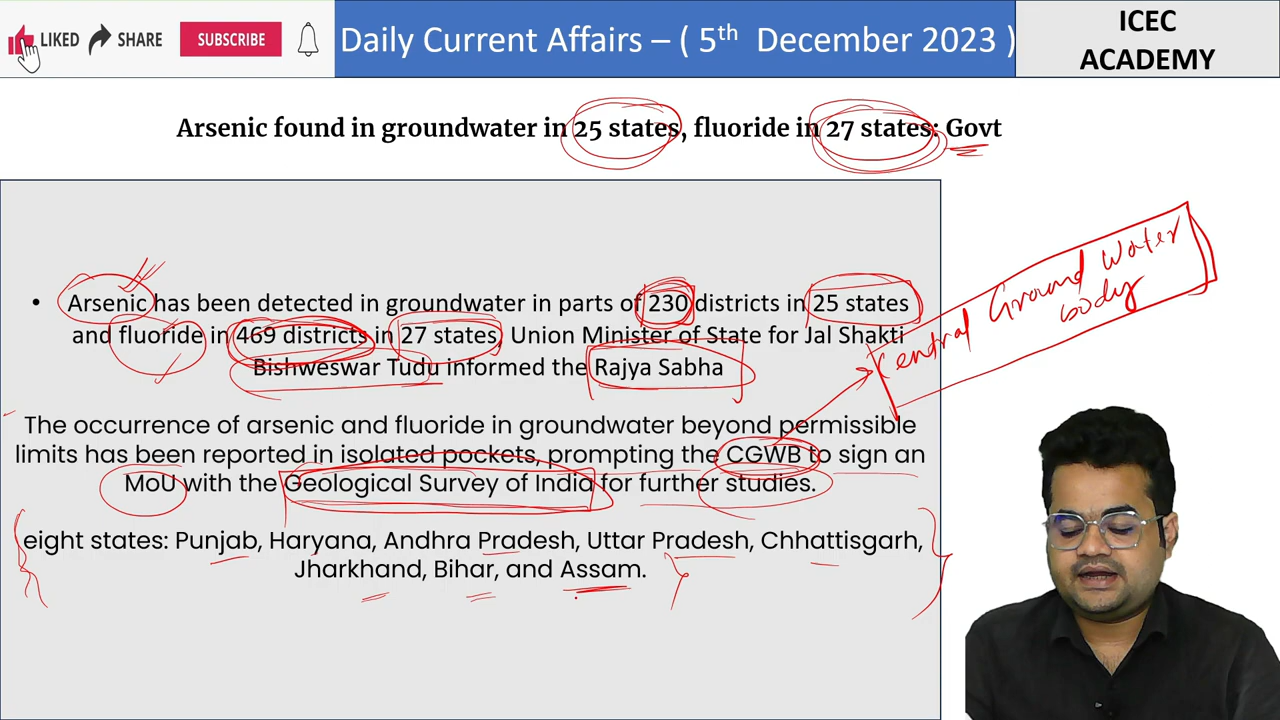 LIKED SHARE SUBSCRIBE
Daily Current Affairs – ( 5th December 2023 )
ICEC
ACADEMY
Arsenic found in groundwater in 25 states, fluoride in 27 states: Govt
• Arsenic has been detected in groundwater in parts of 230 districts in 25 states
and fluoride in 469 districts in 27 states, Union Minister of State for Jal Shakti
Bishweswar Tudu informed the Rajya Sabha
Central Ground Water
body
The occurrence of arsenic and fluoride in groundwater beyond permissible
limits has been reported in isolated pockets, prompting the CGWB to sign an
MoU with the Geological Survey of India for further studies.
eight states: Punjab, Haryana, Andhra Pradesh, Uttar Pradesh, Chhattisgarh,
Jharkhand, Bihar, and Assam.